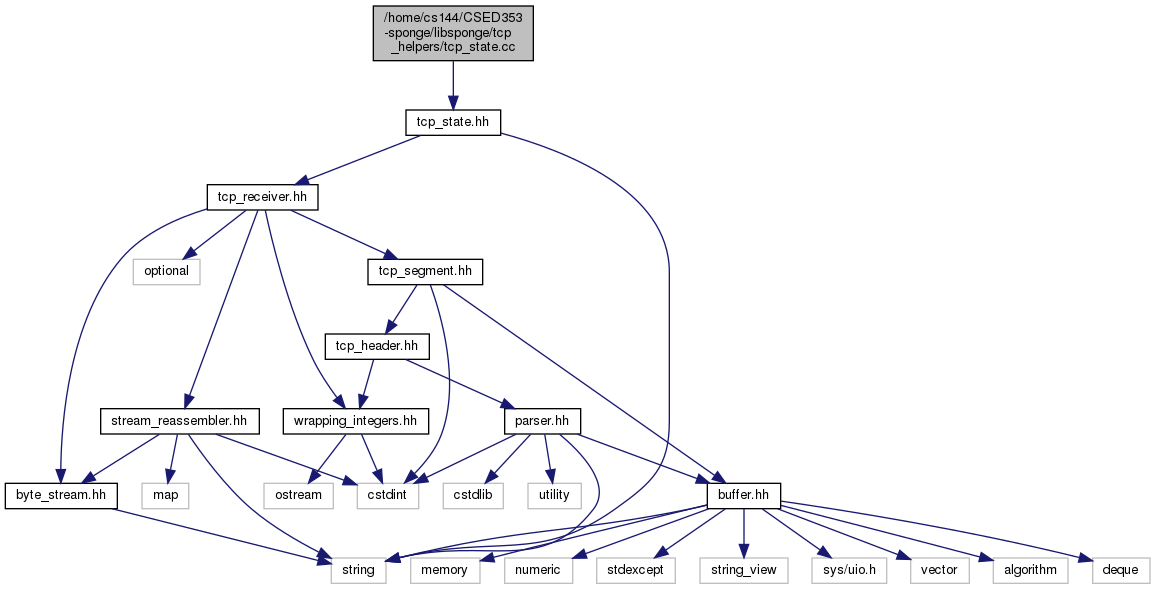 /home/cs144/CSED353
-sponge/libsponge/tcp
_helpers/tcp_state.cc
tcp_state.hh
tcp_receiver.hh
optional
tcp_segment.hh
tcp_header.hh
stream_reassembler.hh
wrapping_integers.hh
parser.hh
byte_stream.hh
map
ostream
cstdint
cstdlib
utility
buffer.hh
string
memory
numeric
stdexcept
string_view
sys/uio.h
vector
algorithm
deque